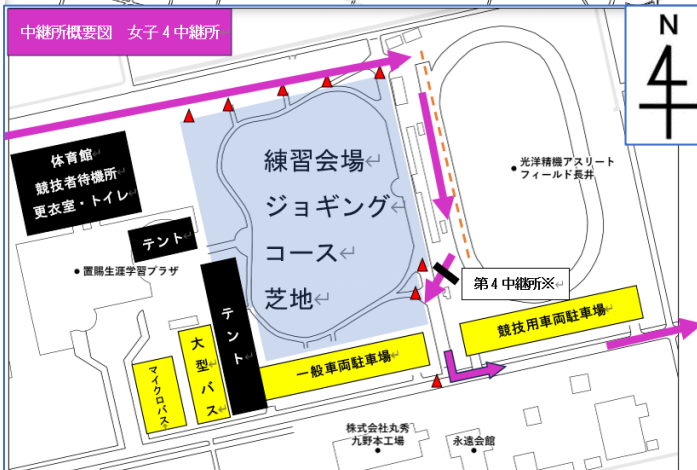 中継所概要図　女子４中継所
N
体育館
競技者待機所
更衣室・トイレ
練習会場
ジョギング
コース
芝地
光洋精機アスリート
フィールド長井
テント
置賜生涯学習プラザ
テント
第４中継所※
競技用車両駐車場
一般車両駐車場
大型バス
マイクロバス
株式会社丸秀
九野本工場
永遠会館